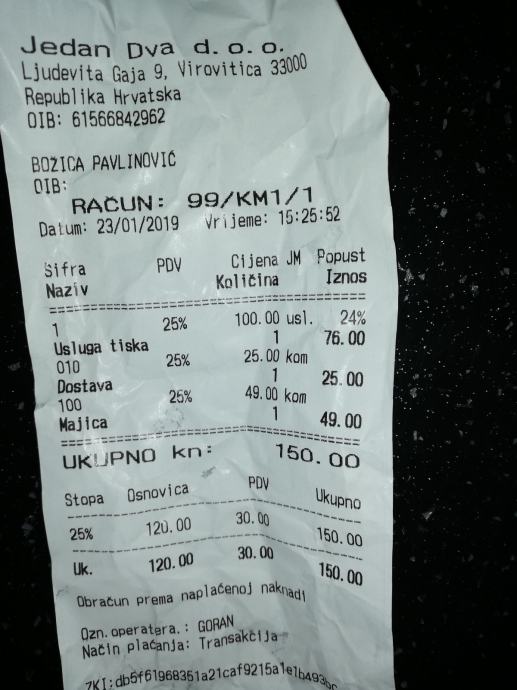 Jedan Dva d. o. o.
Ljudevita Gaja 9, Virovitica 33000
Republika Hrvatska
OIB: 61566842962
BOŽICA PAVLINOVIĆ
OIB:
RAČUN: 99/KM1/1
Datum: 23/01/2019 Vrijeme: 15:25:52
Šifra PDV Cijena JM Popust
Naziv Količina Iznos
1 25% 100.00 usl. 24%
Usluga tiska 1 76.00
010 25% 25.00 kom
Dostava 1 25.00
100 25% 49.00 kom
Majica 1 49.00
UKUPNO kn: 150.00
Stopa Osnovica PDV Ukupno
25% 120.00 30.00 150.00
Uk. 120.00 30.00 150.00
Obračun prema naplaćenoj naknadi
Ozn. operatera. : GORAN
Način plaćanja: Transakcija